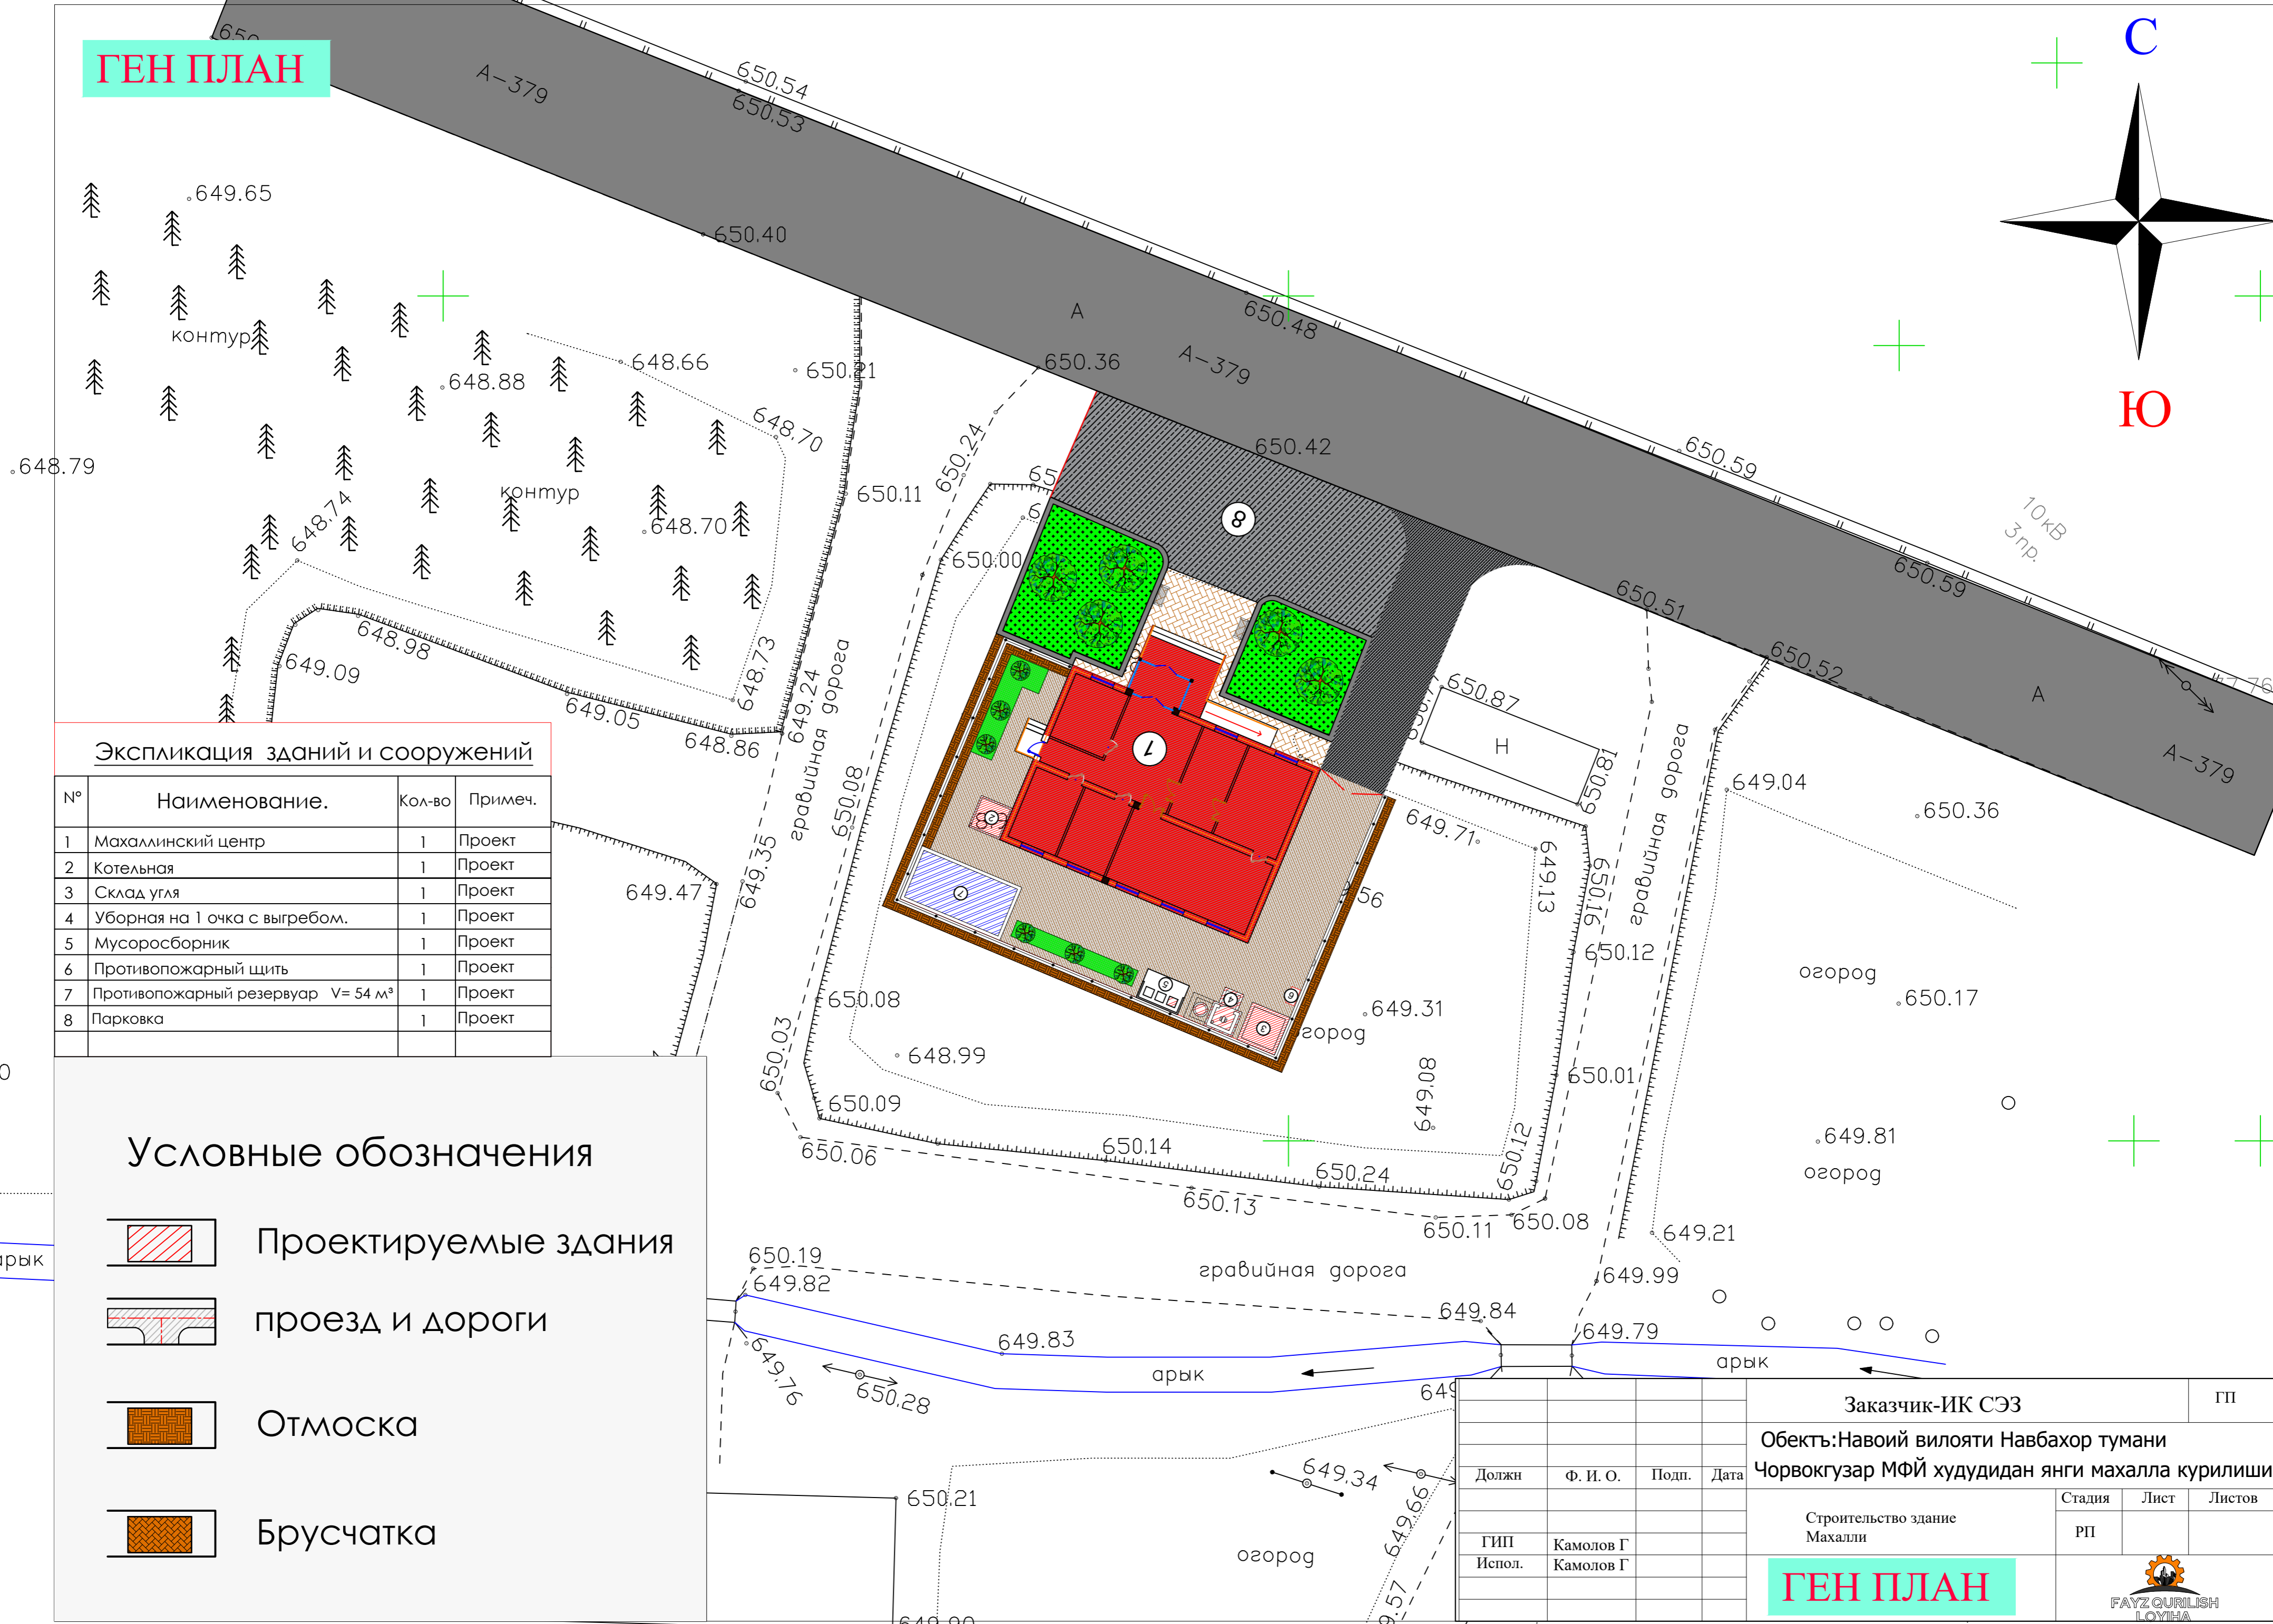 ГЕН ПЛАН
С
Ю
А-379
650.54
650.53
649.65
650.40
А
650.48
650.36
А-379
контур
648.66
650.21
648.88
648.70
650.24
650.42
650.59
10кВ
3пр.
648.79
контур
650.11
648.74
648.70
8
650.00
650.59
650.51
648.98
649.09
648.73
649.24
гравийная дорога
650.52
650.87
А
649.05
648.86
1
Н
А-379
650.81
гравийная дорога
649.04
650.36
650.08
649.71
649.35
649.47
2
649.13
650.16
7
650.12
огород
650.17
650.08
5
4
6
3
649.31
огород
650.03
648.99
649.08
650.01
650.09
649.81
огород
650.06
650.14
650.12
650.24
650.13
650.11
650.08
649.21
Экспликация зданий и сооружений
N° Наименование. Кол-во Примеч.
1 Махаллинский центр 1 Проект
2 Котельная 1 Проект
3 Склад угля 1 Проект
4 Уборная на 1 очка с выгребом. 1 Проект
5 Мусоросборник 1 Проект
6 Противопожарный щить 1 Проект
7 Противопожарный резервуар V= 54 м³ 1 Проект
8 Парковка 1 Проект
Условные обозначения
Проектируемые здания
проезд и дороги
Отмоска
Брусчатка
арык
650.19
649.82
гравийная дорога
649.99
649.84
649.83
649.79
649.76
650.28
арык
арык
649.34
649.66
650.21
огород
Заказчик-ИК СЭЗ ГП
Обектъ:Навоий вилояти Навбахор тумани
Чорвокгузар МФЙ худудидан янги махалла курилиши
Должн Ф. И. О. Подп. Дата
Стадия Лист Листов
Строительство здание
Махалли
РП
ГИП Камолов Г
Испол. Камолов Г
ГЕН ПЛАН
FAYZ QURILISH
LOYIHA